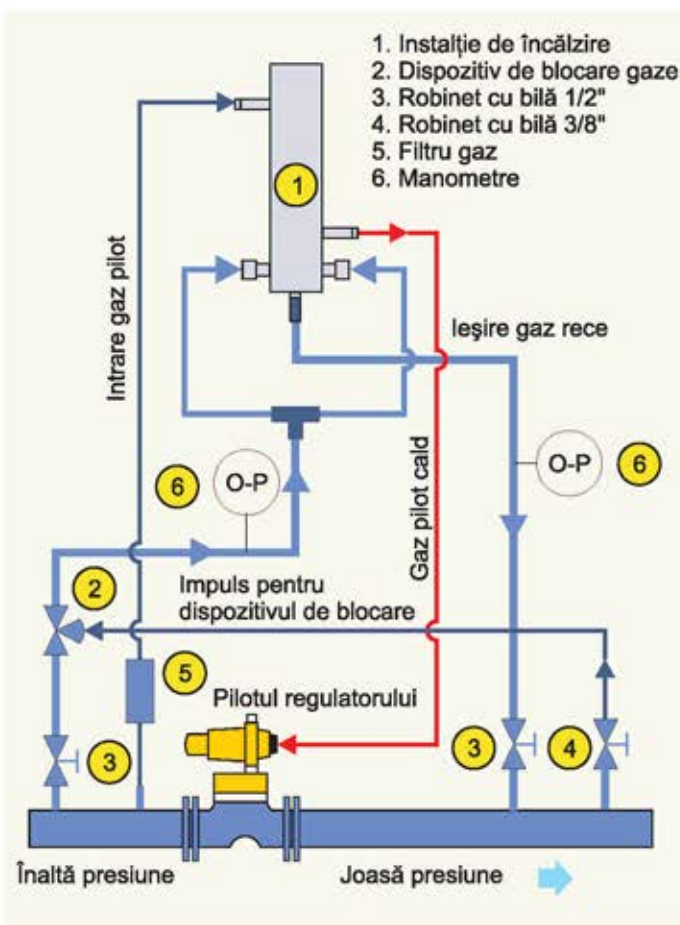 1. Instalţie de încălzire
2. Dispozitiv de blocare gaze
3. Robinet cu bilă 1/2"
4. Robinet cu bilă 3/8"
5. Filtru gaz
6. Manometre
1
Intrare gaz pilot
Ieşire gaz rece
6
O-P
O-P
6
Gaz pilot cald
2
Impuls pentru
dispozitivul de blocare
5
Pilotul regulatorului
3
3
4
Înaltă presiune
Joasă presiune